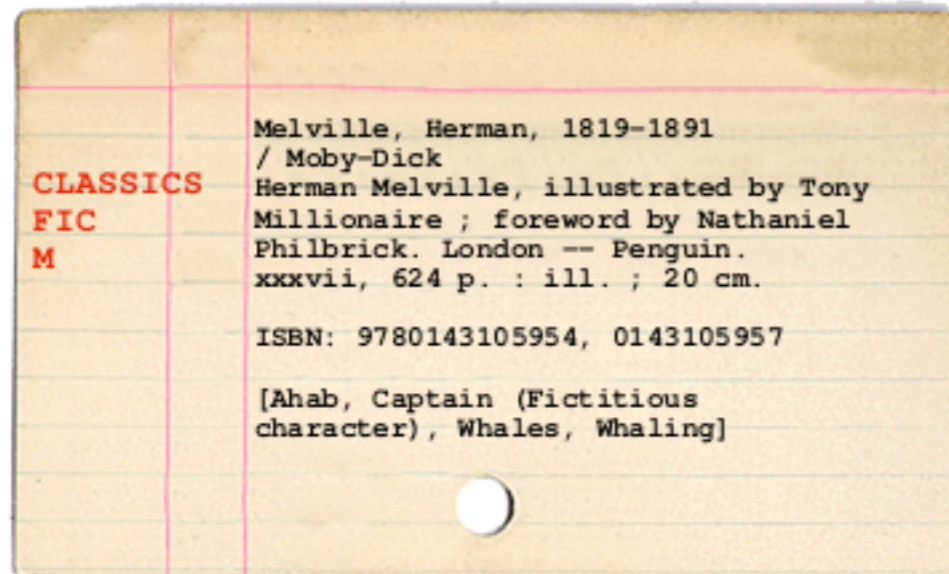 Melville, Herman, 1819-1891
/ Moby-Dick
CLASSICS
Herman Melville, illustrated by Tony
FIC
Millionaire ; foreword by Nathaniel
M
Philbrick. London -- Penguin.
xxxvii, 624 p. : ill. ; 20 cm.
ISBN: 9780143105954, 0143105957
[Ahab, Captain (Fictitious
character), Whales, Whaling]